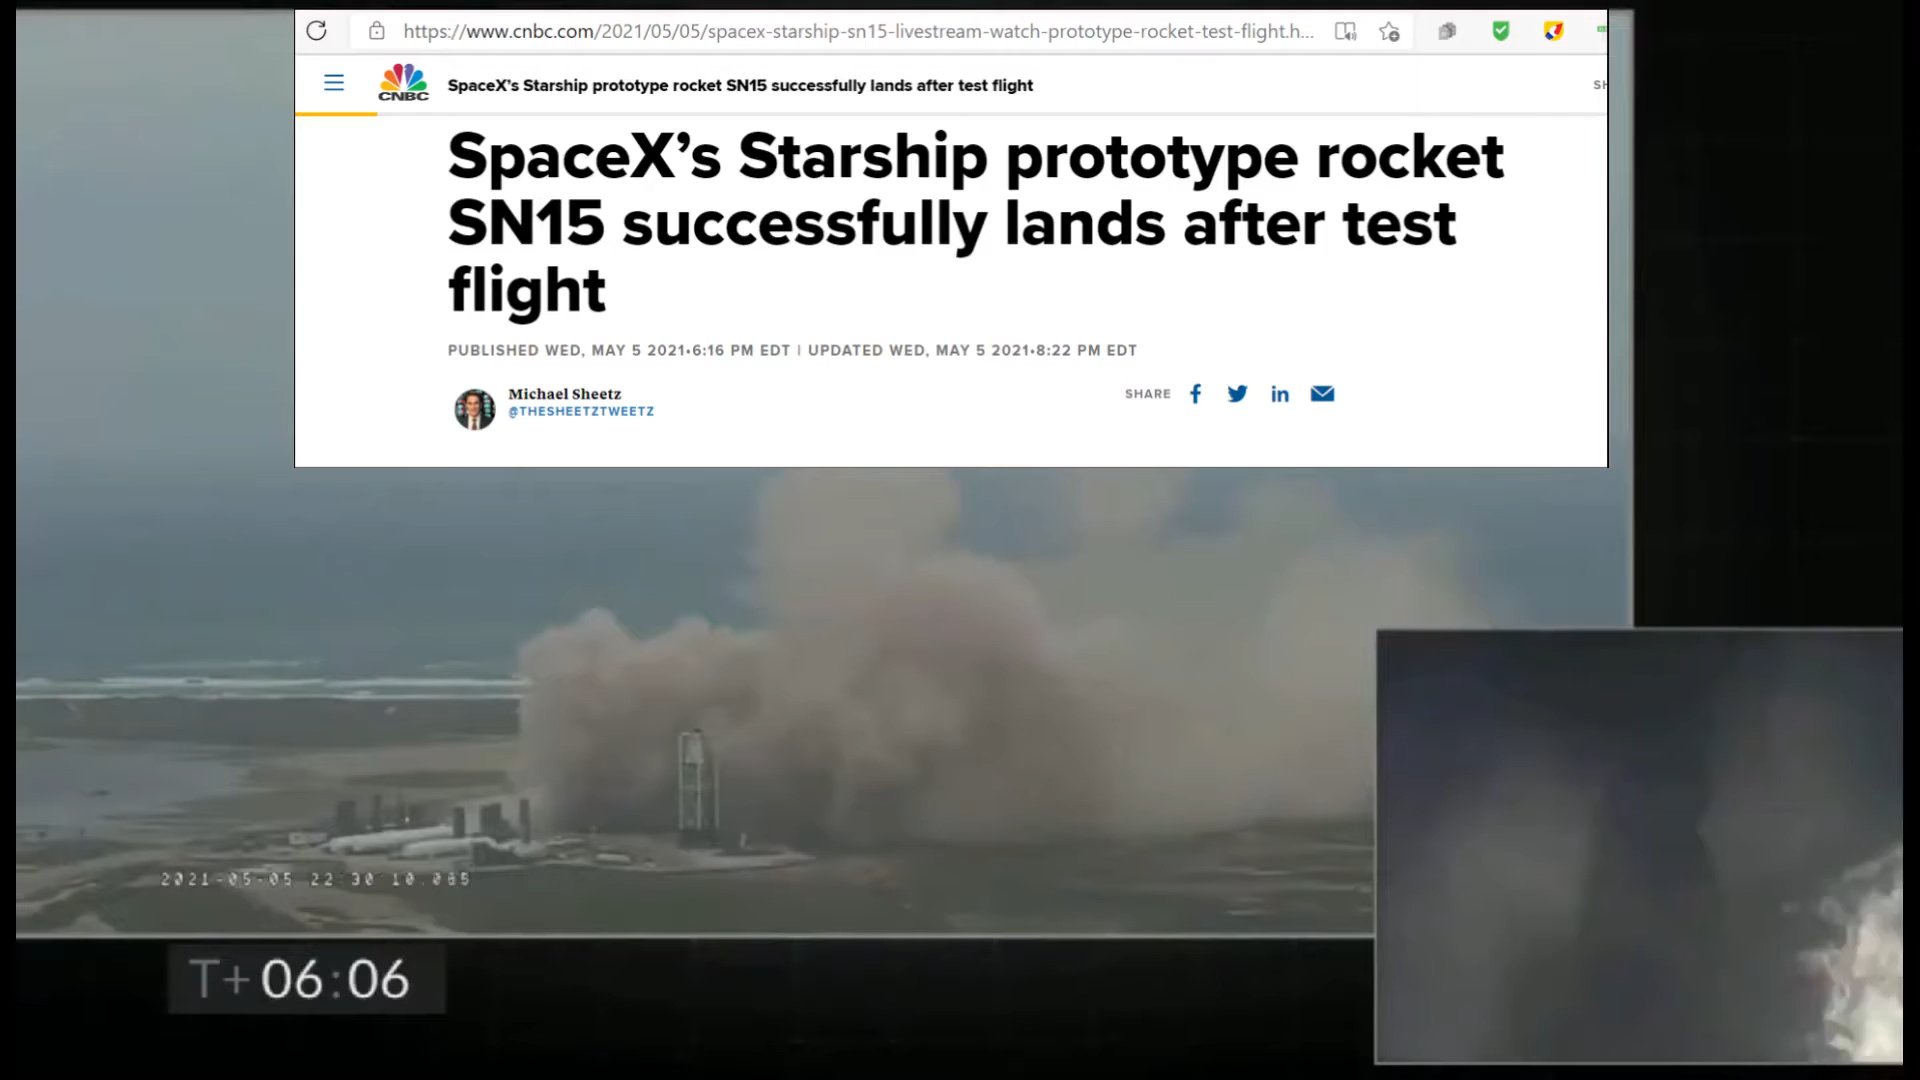 https://www.cnbc.com/2021/05/05/spacex-starship-sn15-livestream-watch-prototype-rocket-test-flight.h...
CNBC
SpaceX’s Starship prototype rocket SN15 successfully lands after test flight
SH
SpaceX’s Starship prototype rocket
SN15 successfully lands after test
flight
PUBLISHED WED, MAY 5 2021•6:16 PM EDT | UPDATED WED, MAY 5 2021•8:22 PM EDT
Michael Sheetz
@THESHEETZTWEETZ
SHARE
2021-05-05 22 30 10.085
T+06:06